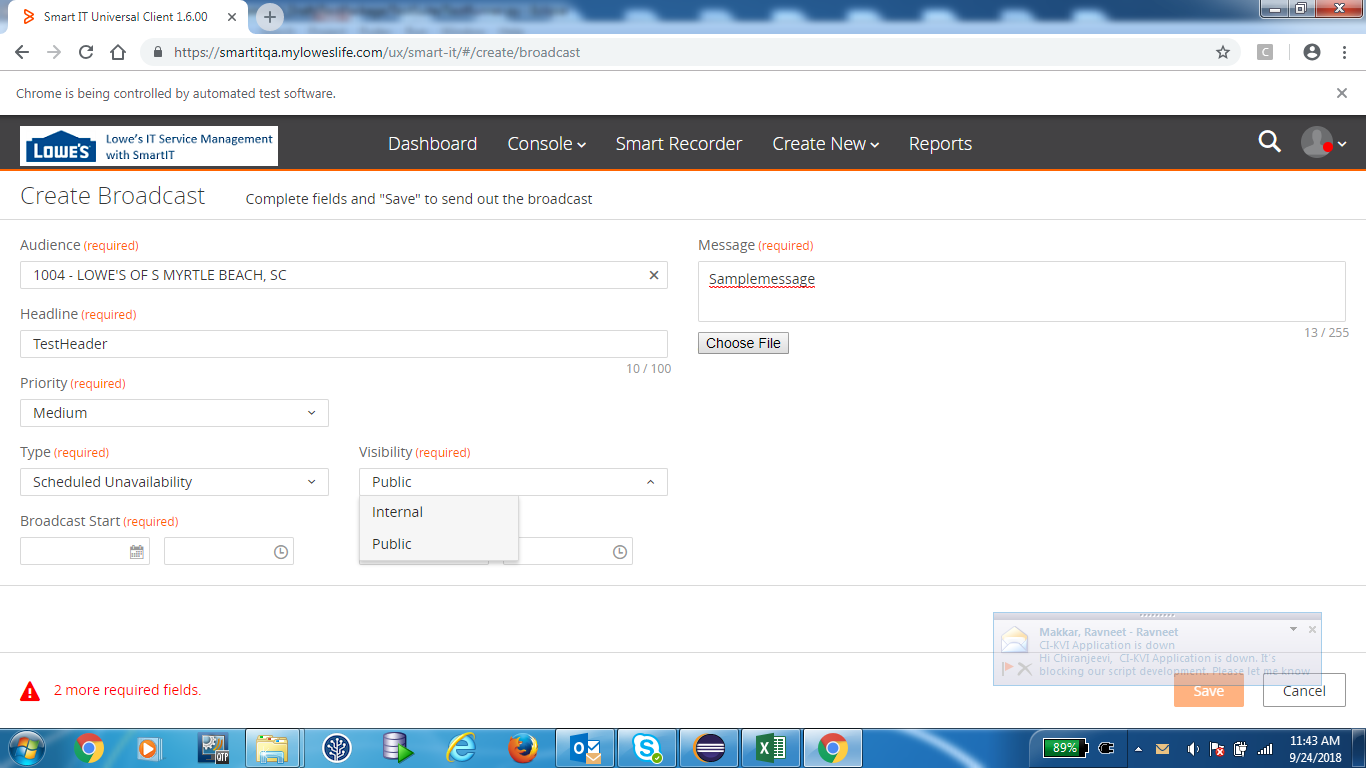 Smart IT Universal Client 1.6.00
https://smartitqa.myloweslife.com/ux/smart-it/#/create/broadcast
C
Chrome is being controlled by automated test software.
LOWE'S
Lowe's IT Service Management
with SmartIT
Dashboard Console Smart Recorder Create New Reports
Create Broadcast Complete fields and "Save" to send out the broadcast
Audience (required)
1004 - LOWE'S OF S MYRTLE BEACH, SC
Headline (required)
TestHeader
10 / 100
Priority (required)
Medium
Type (required)
Scheduled Unavailability
Visibility (required)
Public
Internal
Public
Broadcast Start (required)
Message (required)
Samplemessage
13 / 255
Choose File
Makkar, Ravneet - Ravneet
CI-KVI Application is down
Hi Chiranjeevi, CI-KVI Application is down. It's
blocking our script development. Please let me know
2 more required fields.
Save Cancel
QTP
89%
11:43 AM
9/24/2018